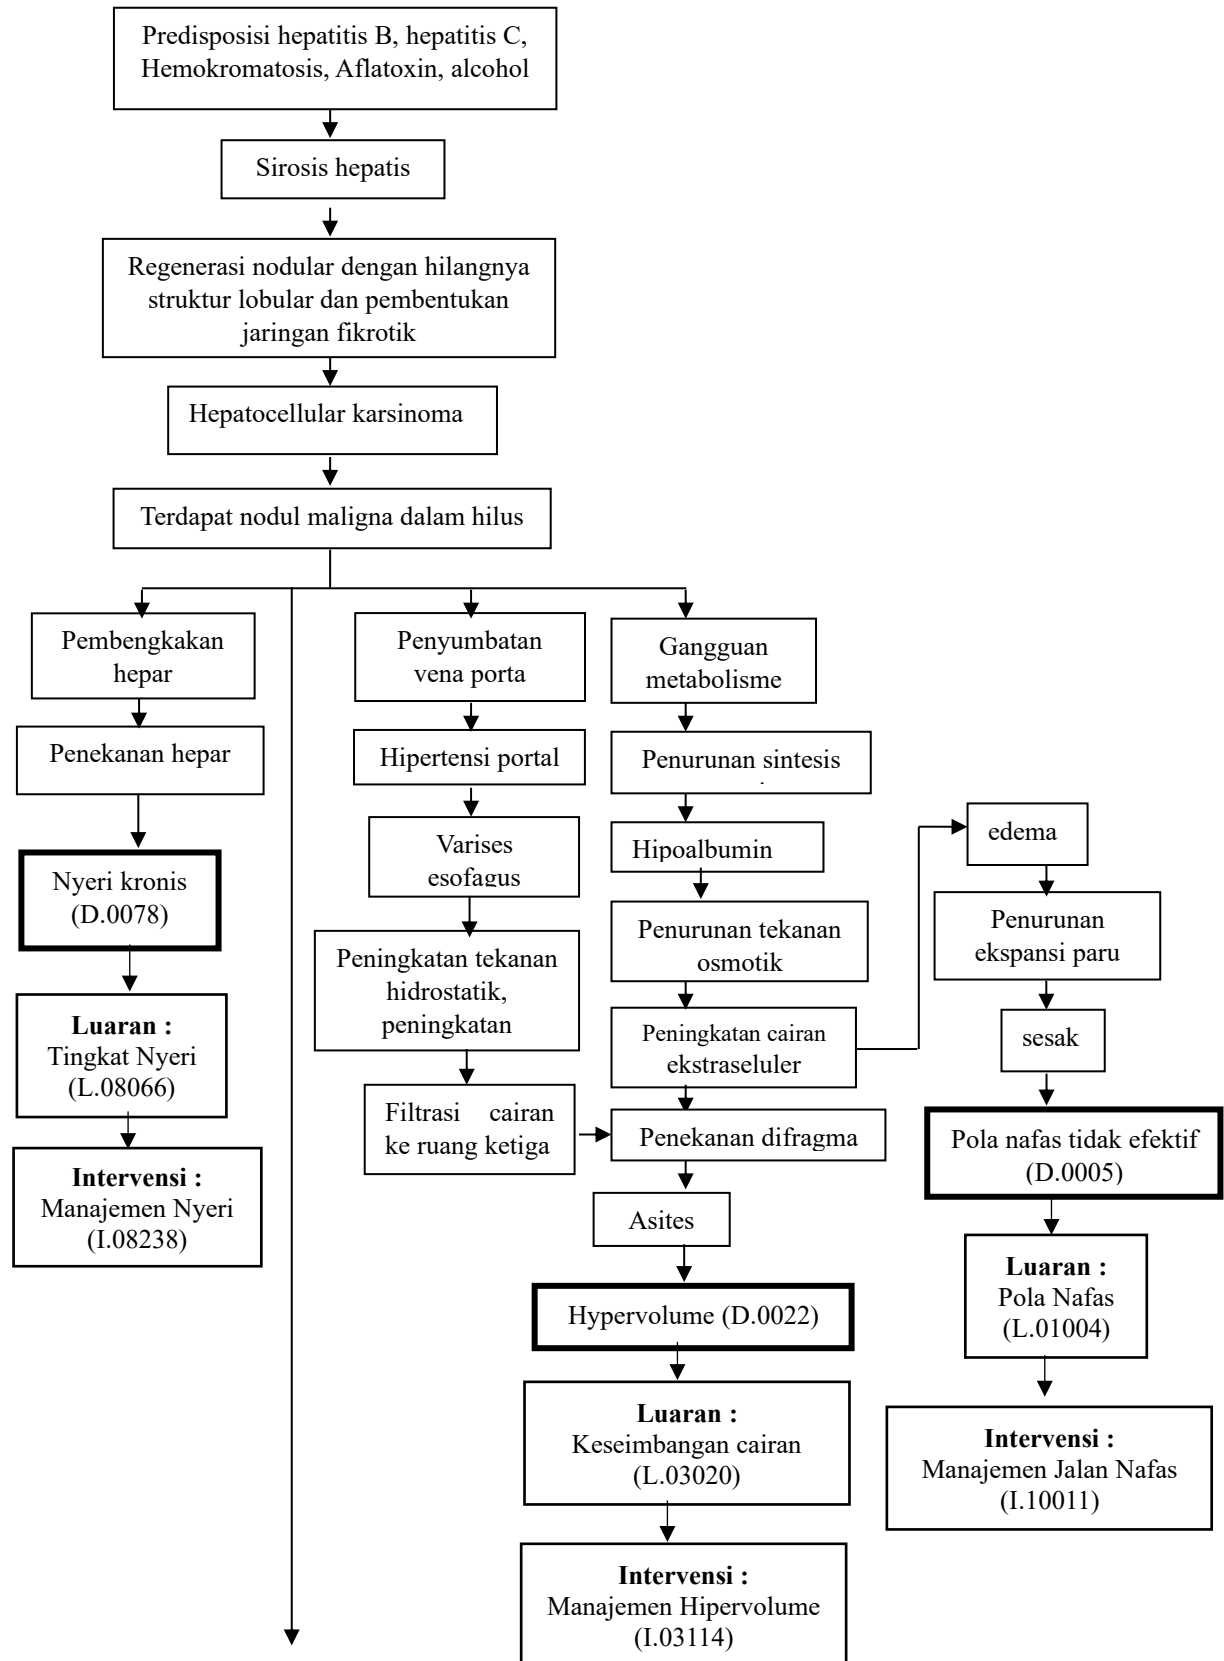 Predisposisi hepatitis B, hepatitis C,
Hemokromatosis, Aflatoxin, alcohol
Sirosis hepatis
Regenerasi nodular dengan hilangnya
struktur lobular dan pembentukan
jaringan fikrotik
Hepatocellular karsinoma
Terdapat nodul maligna dalam hilus
Pembengkakan
hepar
Penekanan hepar
Nyeri kronis
(D.0078)
Luaran :
Tingkat Nyeri
(L.08066)
Intervensi :
Manajemen Nyeri
(I.08238)
Penyumbatan
vena porta
Hipertensi portal
Varises
esofagus
Peningkatan tekanan
hidrostatik,
peningkatan
Filtrasi cairan
ke ruang ketiga
Gangguan
metabolisme
Penurunan sintesis
Hipoalbumin
Penurunan tekanan
osmotik
Peningkatan cairan
ekstraseluler
Penekanan difragma
Asites
Hypervolume (D.0022)
Luaran :
Keseimbangan cairan
(L.03020)
Intervensi :
Manajemen Hipervolume
(I.03114)
edema
Penurunan
ekspansi paru
sesak
Pola nafas tidak efektif
(D.0005)
Luaran :
Pola Nafas
(L.01004)
Intervensi :
Manajemen Jalan Nafas
(I.10011)